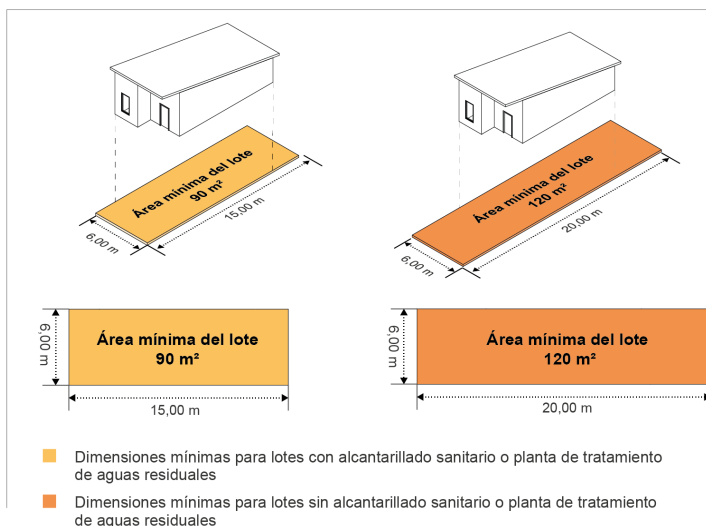 Área mínima del lote
90 m²
6,00 m
15,00 m
Área mínima del lote
120 m²
6,00 m
20,00 m
6,00 m
Área mínima del lote
90 m²
15,00 m
6,00 m
Área mínima del lote
120 m²
20,00 m
Dimensiones mínimas para lotes con alcantarillado sanitario o planta de tratamiento
de aguas residuales
Dimensiones mínimas para lotes sin alcantarillado sanitario o planta de tratamiento
de aguas residuales